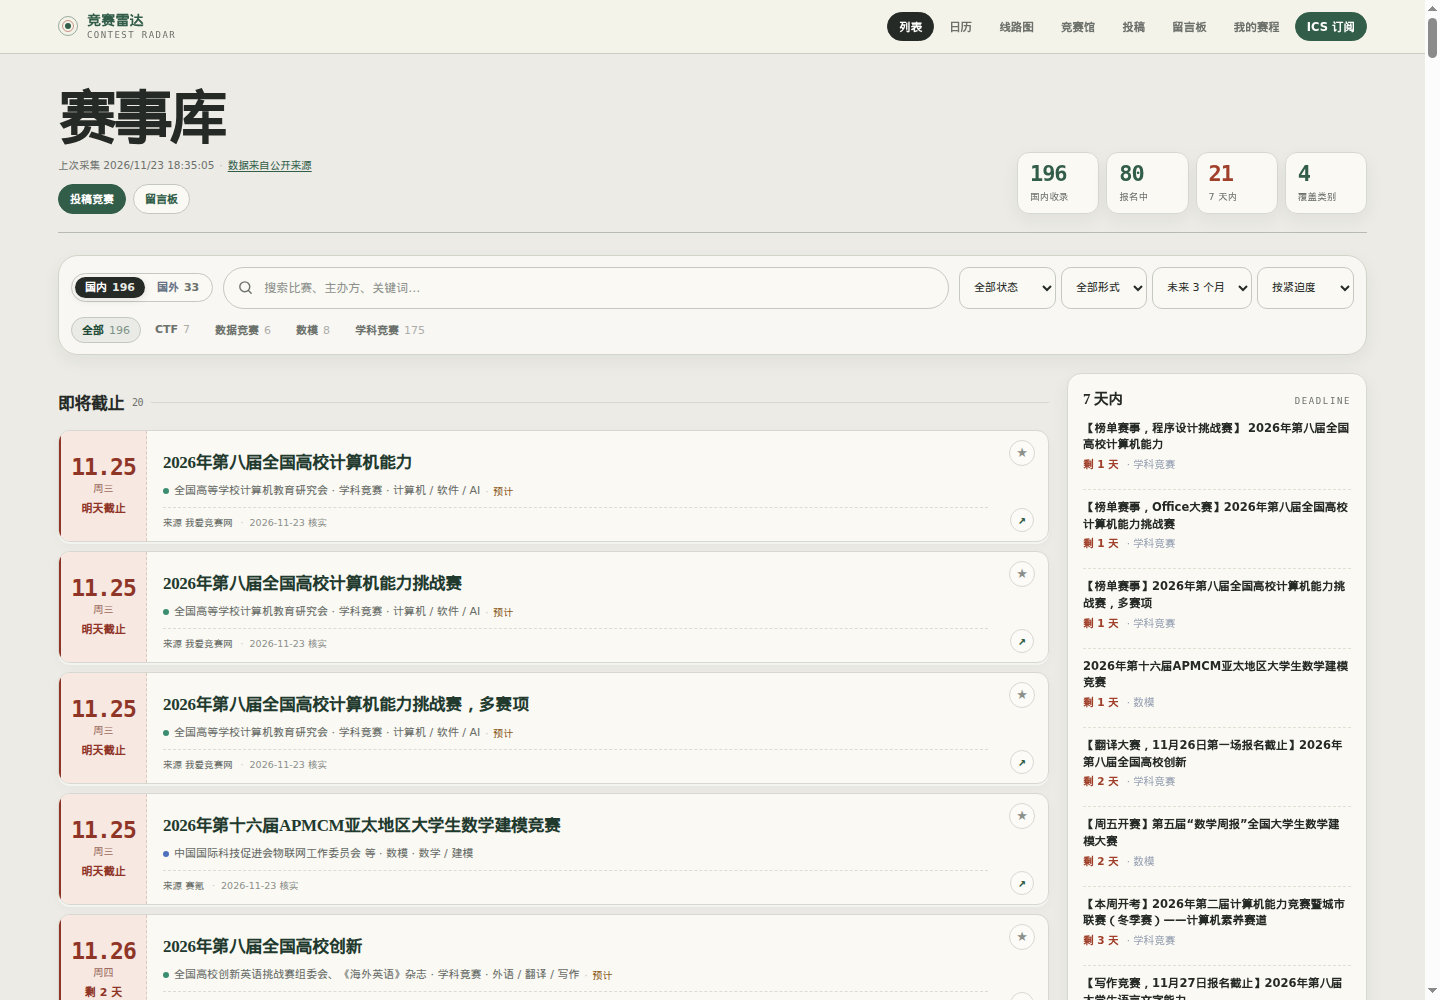 竞赛雷达
CONTEST RADAR
列表 日历 线路图 竞赛馆 投稿 留言板 我的赛程 ICS 订阅
赛事库
上次采集 2026/11/23 18:35:05 · 数据来自公开来源
投稿竞赛 留言板
196 国内收录
80 报名中
21 7 天内
4 覆盖类别
国内 196 国外 33
搜索比赛、主办方、关键词...
全部状态 全部形式 未来 3 个月 按紧迫度
全部 196 CTF 7 数据竞赛 6 数模 8 学科竞赛 175
即将截止 20
11.25
周三
明天截止
2026年第八届全国高校计算机能力
全国高等学校计算机教育研究会 · 学科竞赛 · 计算机 / 软件 / AI · 预计
来源 我爱竞赛网 · 2026-11-23 核实
★
↗
11.25
周三
明天截止
2026年第八届全国高校计算机能力挑战赛
全国高等学校计算机教育研究会 · 学科竞赛 · 计算机 / 软件 / AI · 预计
来源 我爱竞赛网 · 2026-11-23 核实
★
↗
11.25
周三
明天截止
2026年第八届全国高校计算机能力挑战赛，多赛项
全国高等学校计算机教育研究会 · 学科竞赛 · 计算机 / 软件 / AI · 预计
来源 我爱竞赛网 · 2026-11-23 核实
★
↗
11.25
周三
明天截止
2026年第十六届APMCM亚太地区大学生数学建模竞赛
中国国际科技促进会物联网工作委员会 等 · 数模 · 数学 / 建模
来源 赛氪 · 2026-11-23 核实
★
↗
11.26
周四
剩 2 天
2026年第八届全国高校创新
全国高校创新英语挑战赛组委会、《海外英语》杂志 · 学科竞赛 · 外语 / 翻译 / 写作 · 预计
★
7 天内 DEADLINE
【榜单赛事，程序设计挑战赛】 2026年第八届全国
高校计算机能力
剩 1 天 · 学科竞赛
【榜单赛事，Office大赛】2026年第八届全国高校
计算机能力挑战赛
剩 1 天 · 学科竞赛
【榜单赛事】2026年第八届全国高校计算机能力挑
战赛，多赛项
剩 1 天 · 学科竞赛
2026年第十六届APMCM亚太地区大学生数学建模
竞赛
剩 1 天 · 数模
【翻译大赛，11月26日第一场报名截止】2026年
第八届全国高校创新
剩 2 天 · 学科竞赛
【周五开赛】第五届“数学周报”全国大学生数学建
模大赛
剩 2 天 · 数模
【本周开考】2026年第二届计算机能力竞赛暨城市
联赛（冬季赛）——计算机素养赛道
剩 3 天 · 学科竞赛
【写作竞赛，11月27日报名截止】2026年第八届
大学生语言文字能力